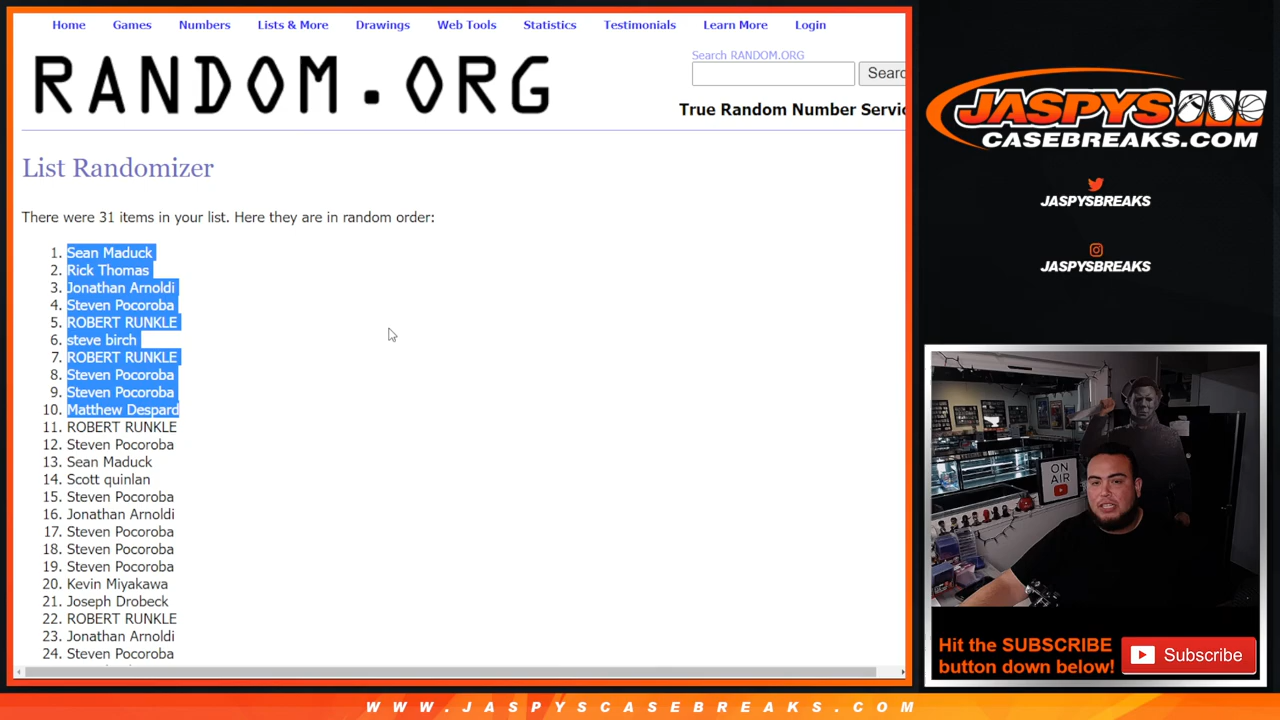 Home Games Numbers Lists & More Drawings Web Tools Statistics Testimonials Learn More Login
RANDOM.ORG
Search RANDOM.ORG
Searc
True Random Number Servic
List Randomizer
There were 31 items in your list. Here they are in random order:
1. Sean Maduck
2. Rick Thomas
3. Jonathan Arnoldi
4. Steven Pocoroba
5. ROBERT RUNKLE
6. steve birch
7. ROBERT RUNKLE
8. Steven Pocoroba
9. Steven Pocoroba
10. Matthew Despard
11. ROBERT RUNKLE
12. Steven Pocoroba
13. Sean Maduck
14. Scott quinlan
15. Steven Pocoroba
16. Jonathan Arnoldi
17. Steven Pocoroba
18. Steven Pocoroba
19. Steven Pocoroba
20. Kevin Miyakawa
21. Joseph Drobeck
22. ROBERT RUNKLE
23. Jonathan Arnoldi
24. Steven Pocoroba
JASPYS
CASEBREAKS.COM
JASPYSBREAKS
JASPYSBREAKS
ON
AIR
Hit the SUBSCRIBE
button down below!
Subscribe
WWW.JASPYSCASEBREAKS.COM